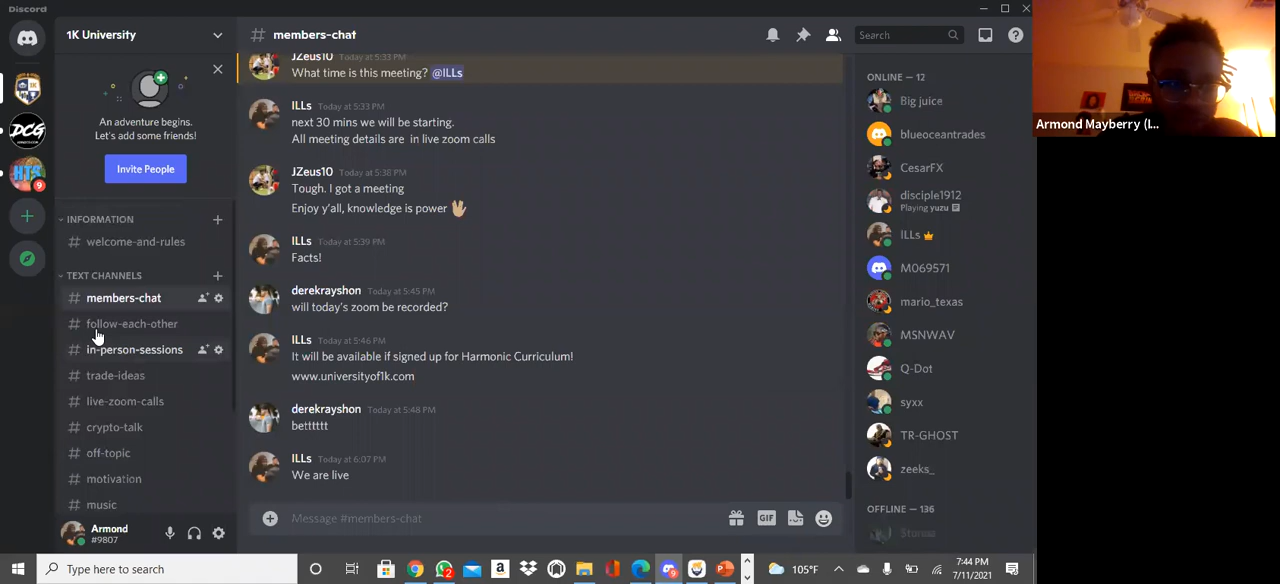 Discord
1K University
# members-chat
Search
An adventure begins.
Let's add some friends!
Invite People
INFORMATION
# welcome-and-rules
TEXT CHANNELS
# members-chat
# follow-each-other
# in-person-sessions
# trade-ideas
# live-zoom-calls
# crypto-talk
# off-topic
# motivation
# music
Armond
#9807
JZeus10 Today at 5:33 PM
What time is this meeting? @ILLs
ILLs Today at 5:33 PM
next 30 mins we will be starting.
All meeting details are in live zoom calls
JZeus10 Today at 5:38 PM
Tough. I got a meeting
Enjoy y'all, knowledge is power
ILLs Today at 5:39 PM
Facts!
derekrayshon Today at 5:45 PM
will today's zoom be recorded?
ILLs Today at 5:46 PM
It will be available if signed up for Harmonic Curriculum!
www.universityof1k.com
derekrayshon Today at 5:48 PM
bettttt
ILLs Today at 6:07 PM
We are live
Message #members-chat
GIF
ONLINE — 12
Big juice
blueoceantrades
CesarFX
disciple1912
Playing yuzu
ILLs
M069571
mario_texas
MSNWAV
Q-Dot
syxx
TR-GHOST
zeeks_
OFFLINE — 136
Armond Mayberry (I...
DCG
HTS
9
Type here to search
2
9
105°F
7:44 PM
7/11/2021